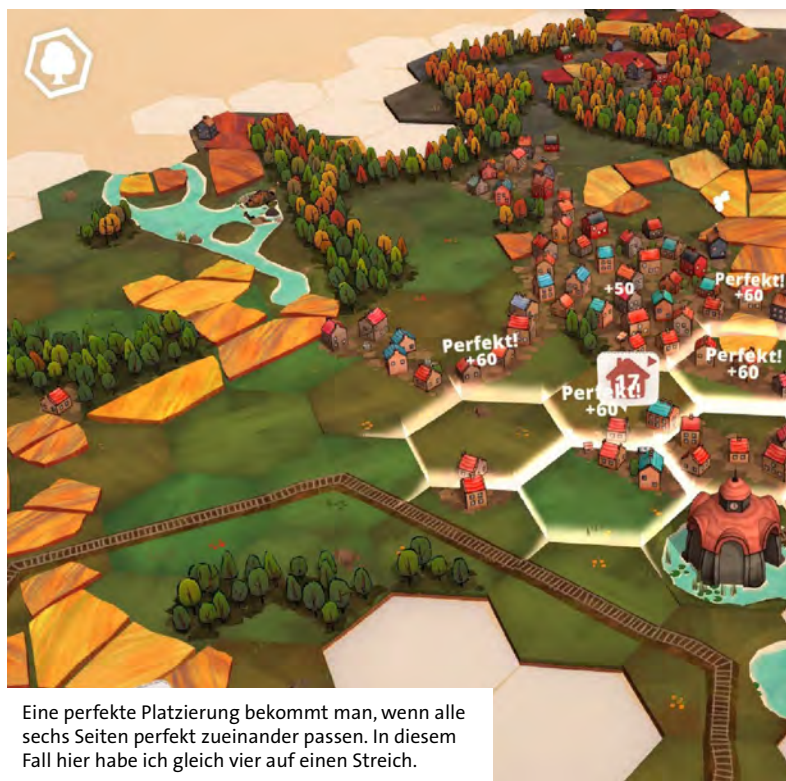 Perfekt!
+60
+50
Perfekt!
+60
Perfekt!
+60
17
Perfekt!
+60
Eine perfekte Platzierung bekommt man, wenn alle
sechs Seiten perfekt zueinander passen. In diesem
Fall hier habe ich gleich vier auf einen Streich.